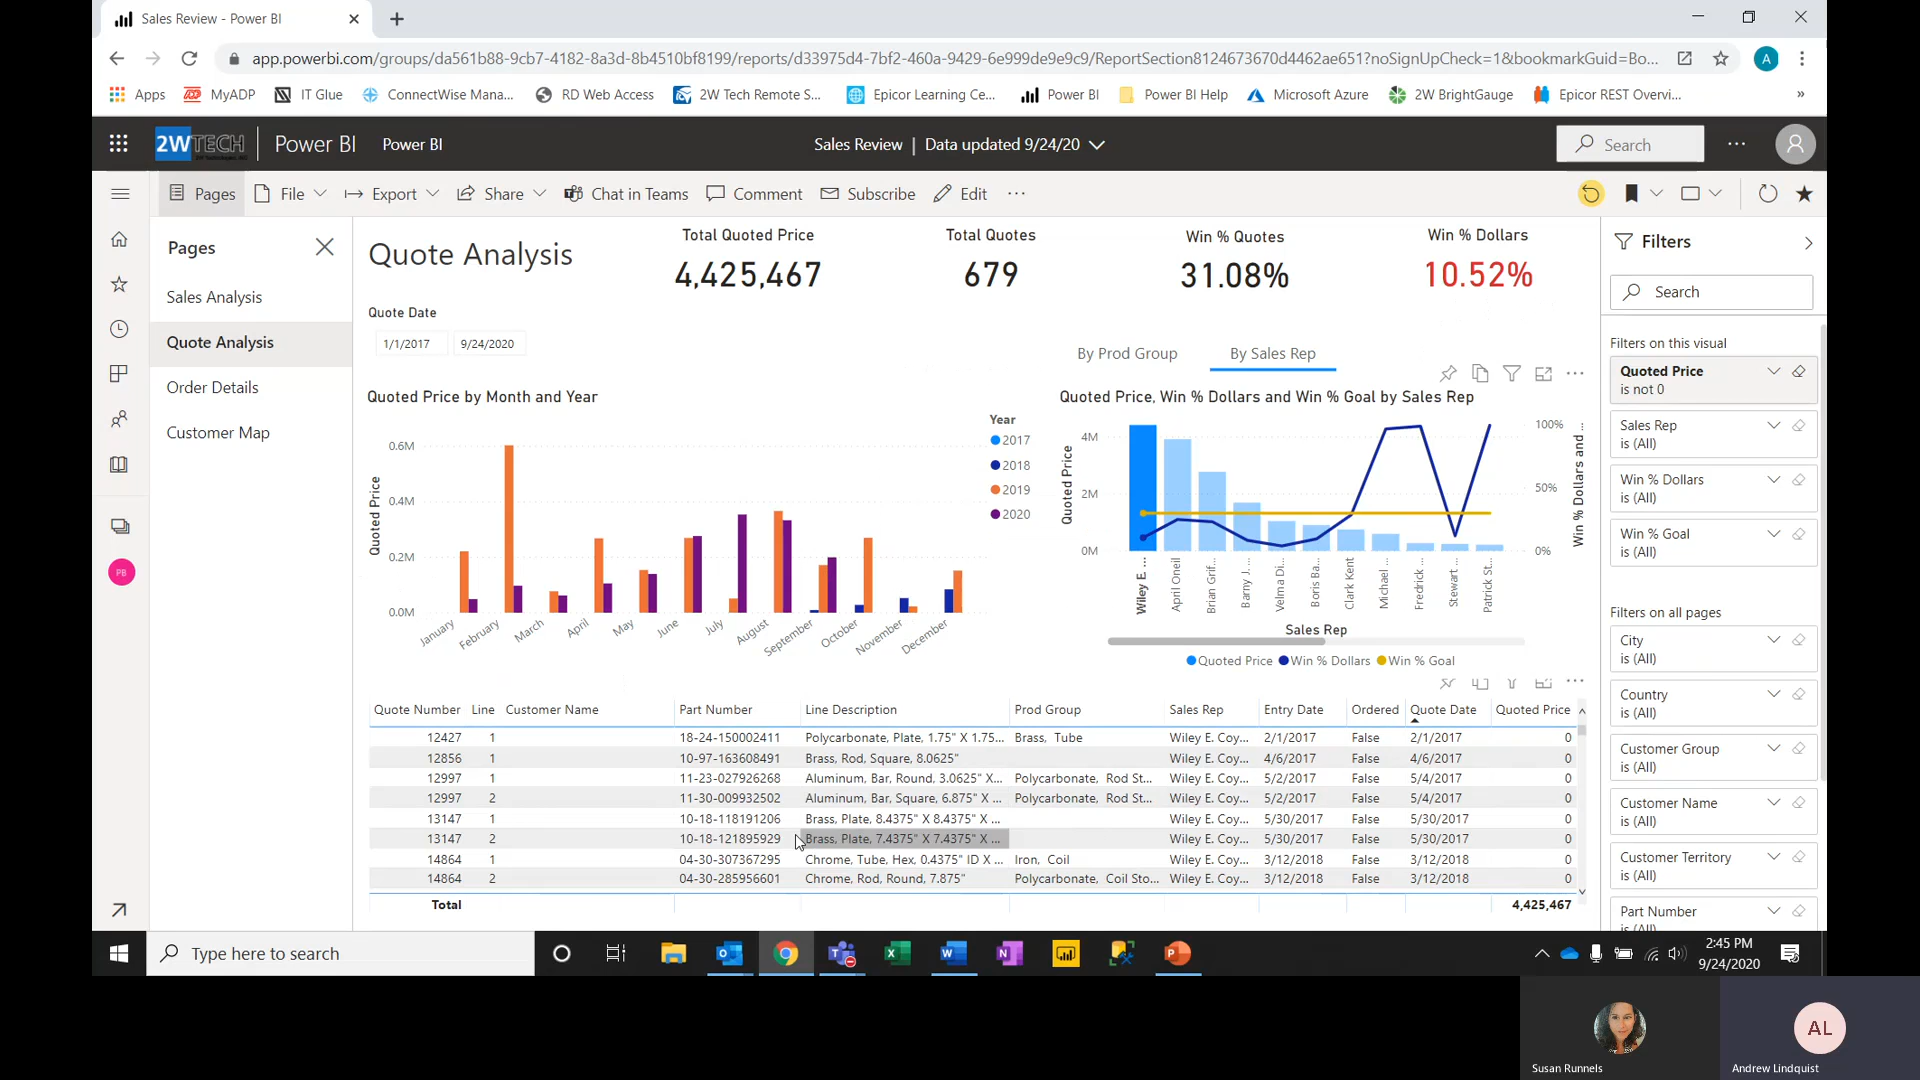 Sales Review - Power BI
app.powerbi.com/groups/da561b88-9cb7-4182-8a3d-8b4510bf8199/reports/d33975d4-7bf2-460a-9429-6e999de9e9c9/ReportSection8124673670d4462ae651?noSignUpCheck=1&bookmarkGuid=Bo...
A
Apps MyADP IT Glue ConnectWise Mana... RD Web Access 2W Tech Remote S... Epicor Learning Ce... Power BI Power BI Help Microsoft Azure 2W BrightGauge Epicor REST Overvi... »
2WTECH Power BI Power BI Sales Review | Data updated 9/24/20 Search
Pages File Export Share Chat in Teams Comment Subscribe Edit
Pages
Sales Analysis
Quote Analysis
Order Details
Customer Map
PB
Quote Analysis
Total Quoted Price
4,425,467
Total Quotes
679
Win % Quotes
31.08%
Win % Dollars
10.52%
Quote Date
1/1/2017 9/24/2020
By Prod Group By Sales Rep
Quoted Price by Month and Year
Quoted Price
0.6M
0.4M
0.2M
0.0M
January February March April May June July August September October November December
Year
2017
2018
2019
2020
Quoted Price, Win % Dollars and Win % Goal by Sales Rep
Quoted Price
4M
2M
0M
100%
50%
0%
Win % Dollars and ...
Wiley E. ... April Oneil Brian Grif... Barny J. ... Velma Di... Boris Ba... Clark Kent Michael ... Fredrick ... Stewart ... Patrick St...
Sales Rep
Quoted Price Win % Dollars Win % Goal
Quote Number Line Customer Name Part Number Line Description Prod Group Sales Rep Entry Date Ordered Quote Date Quoted Price
12427 1 18-24-150002411 Polycarbonate, Plate, 1.75" X 1.75... Brass, Tube Wiley E. Coy... 2/1/2017 False 2/1/2017 0
12856 1 10-97-163608491 Brass, Rod, Square, 8.0625" Wiley E. Coy... 4/6/2017 False 4/6/2017 0
12997 1 11-23-027926268 Aluminum, Bar, Round, 3.0625" X... Polycarbonate, Rod St... Wiley E. Coy... 5/2/2017 False 5/4/2017 0
12997 2 11-30-009932502 Aluminum, Bar, Square, 6.875" X ... Polycarbonate, Rod St... Wiley E. Coy... 5/2/2017 False 5/4/2017 0
13147 1 10-18-118191206 Brass, Plate, 8.4375" X 8.4375" X ... Wiley E. Coy... 5/30/2017 False 5/30/2017 0
13147 2 10-18-121895929 Brass, Plate, 7.4375" X 7.4375" X ... Wiley E. Coy... 5/30/2017 False 5/30/2017 0
14864 1 04-30-307367295 Chrome, Tube, Hex, 0.4375" ID X ... Iron, Coil Wiley E. Coy... 3/12/2018 False 3/12/2018 0
14864 2 04-30-285956601 Chrome, Rod, Round, 7.875" Polycarbonate, Coil Sto... Wiley E. Coy... 3/12/2018 False 3/12/2018 0
Total 4,425,467
Filters
Search
Filters on this visual
Quoted Price
is not 0
Sales Rep
is (All)
Win % Dollars
is (All)
Win % Goal
is (All)
Filters on all pages
City
is (All)
Country
is (All)
Customer Group
is (All)
Customer Name
is (All)
Customer Territory
is (All)
Part Number
is (All)
Type here to search
2:45 PM
9/24/2020
AL
Susan Runnels
Andrew Lindquist